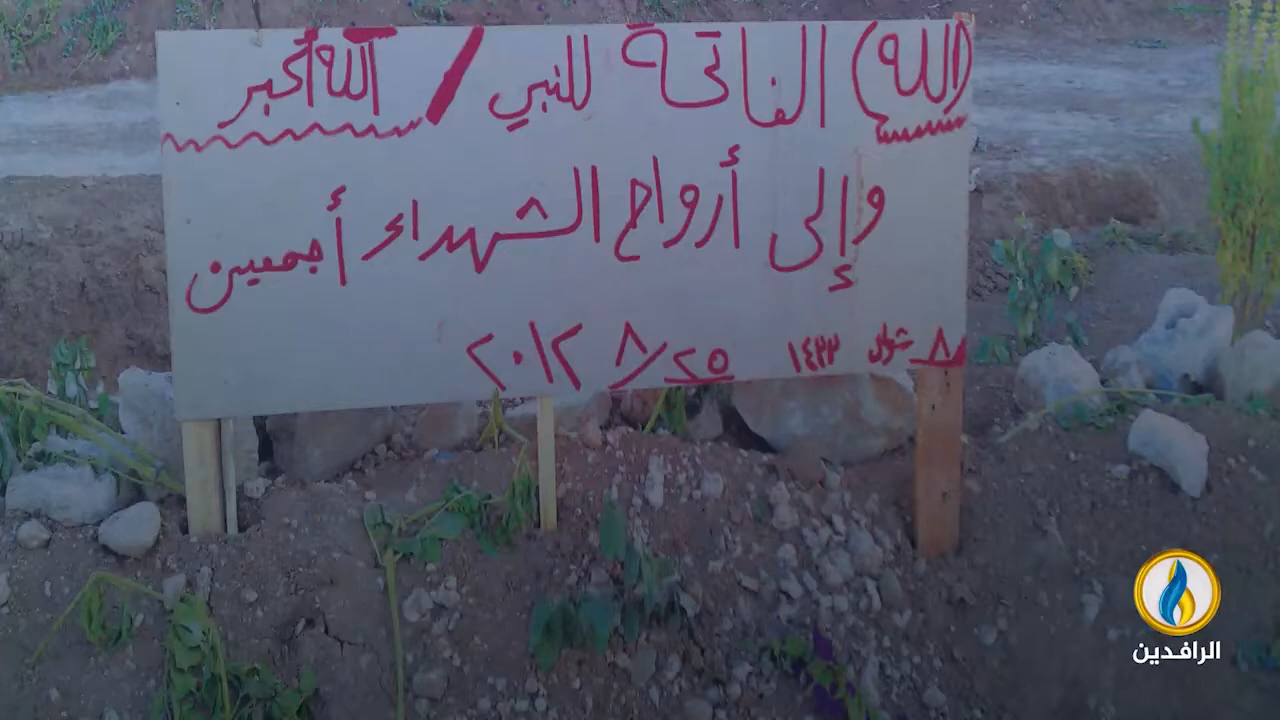 (الله) الفاتحة للنبي / الله أكبر
وإلى أرواح الشهداء أجمعين
٨ شوال ١٤٣٣ ٢٥/٨ ٢٠١٢
الرافدين